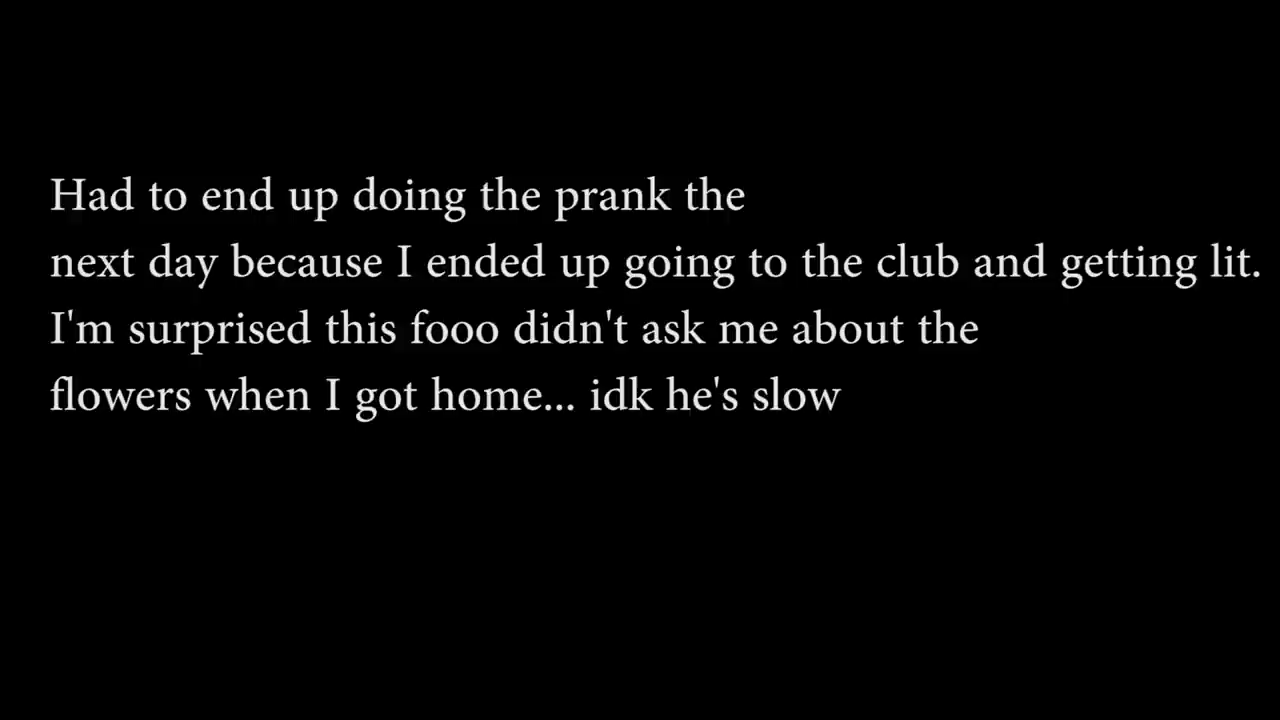 Had to end up doing the prank the
next day because I ended up going to the club and getting lit.
I'm surprised this fooo didn't ask me about the
flowers when I got home... idk he's slow